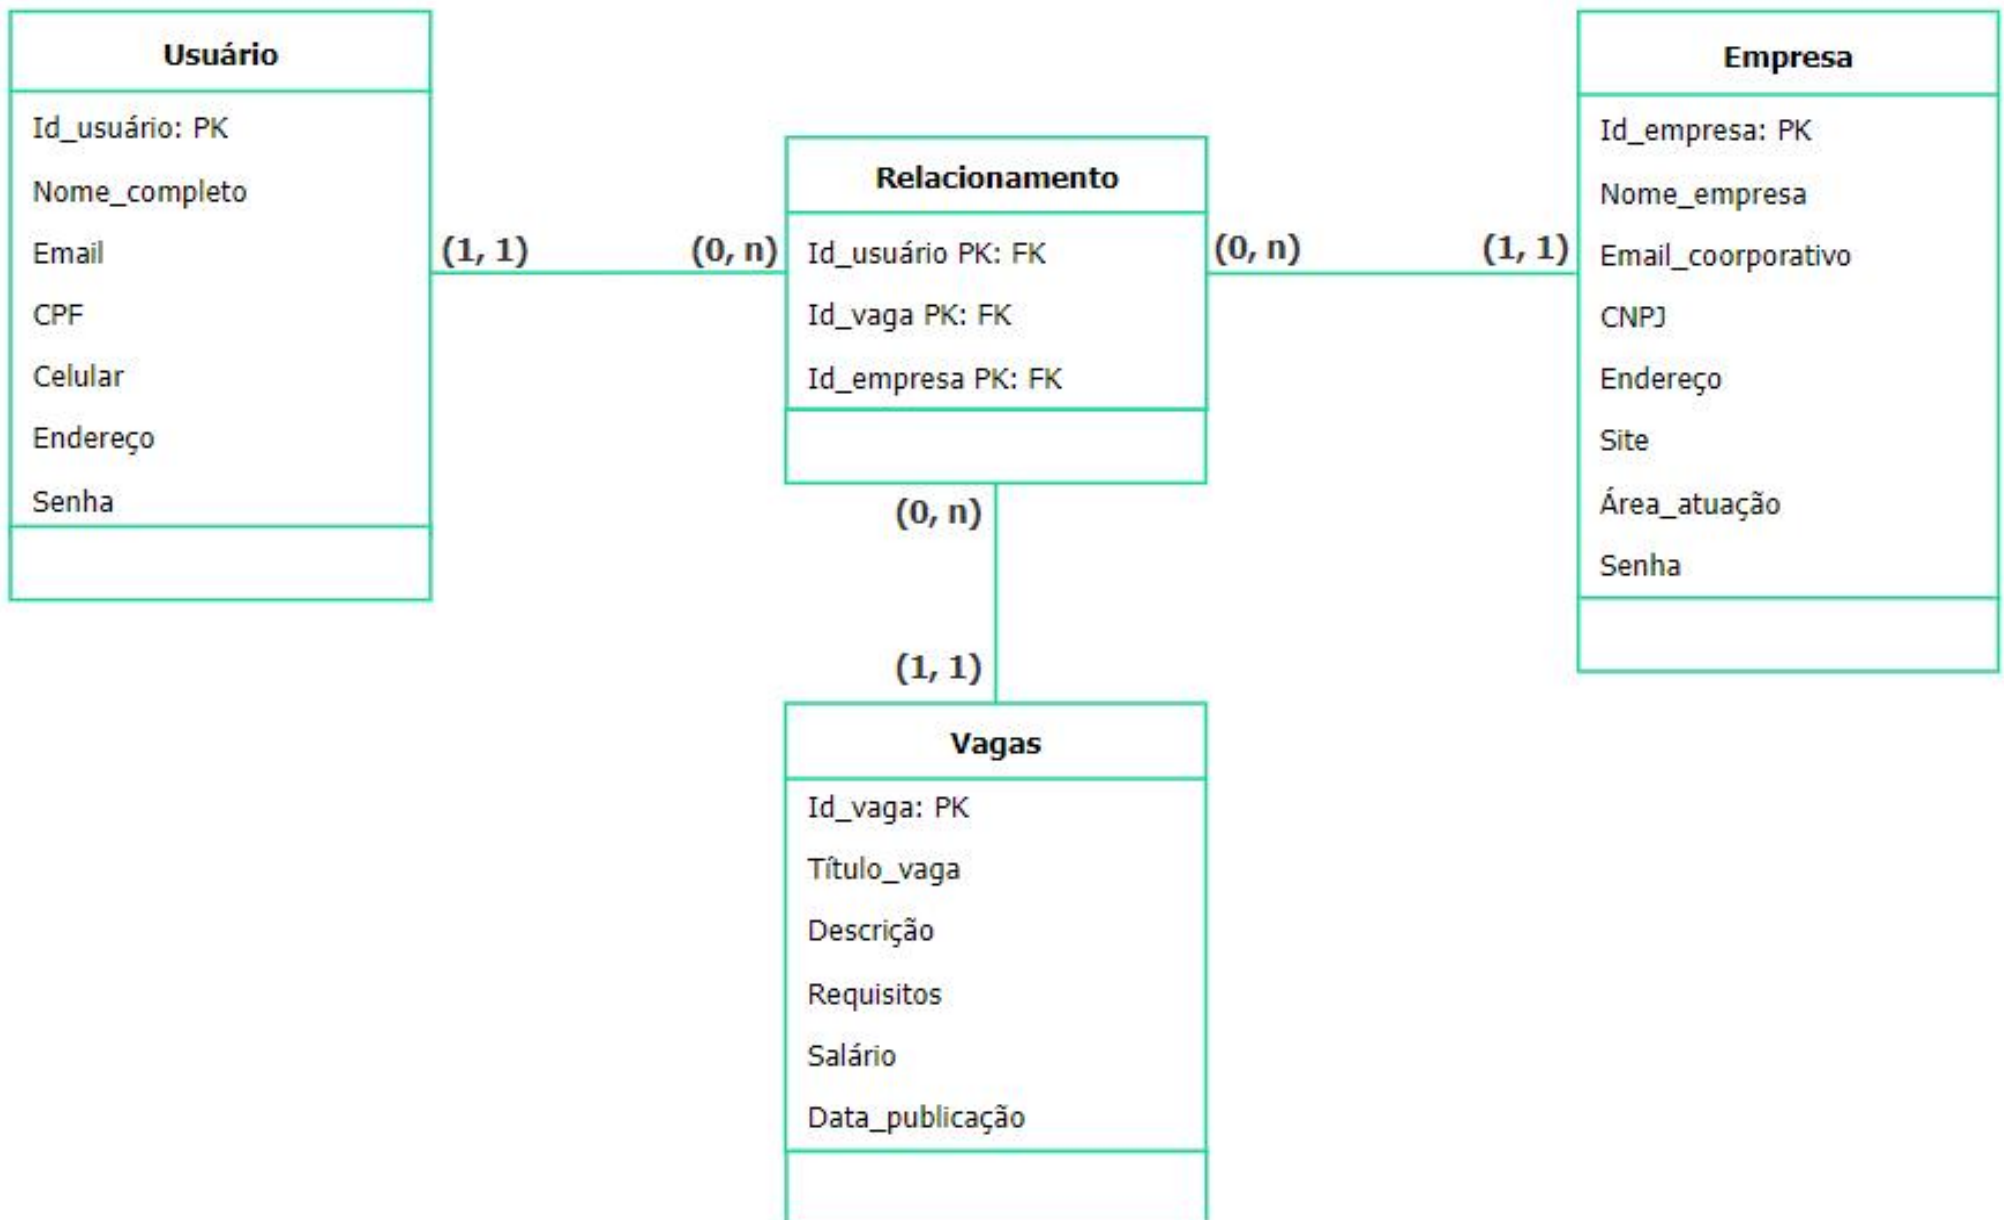 Usuário
Id_usuário: PK
Nome_completo
Email
CPF
Celular
Endereço
Senha
(1, 1)
(0, n)
Relacionamento
Id_usuário PK: FK
Id_vaga PK: FK
Id_empresa PK: FK
(0, n)
(1, 1)
Empresa
Id_empresa: PK
Nome_empresa
Email_coorporativo
CNPJ
Endereço
Site
Área_atuação
Senha
(0, n)
(1, 1)
Vagas
Id_vaga: PK
Título_vaga
Descrição
Requisitos
Salário
Data_publicação